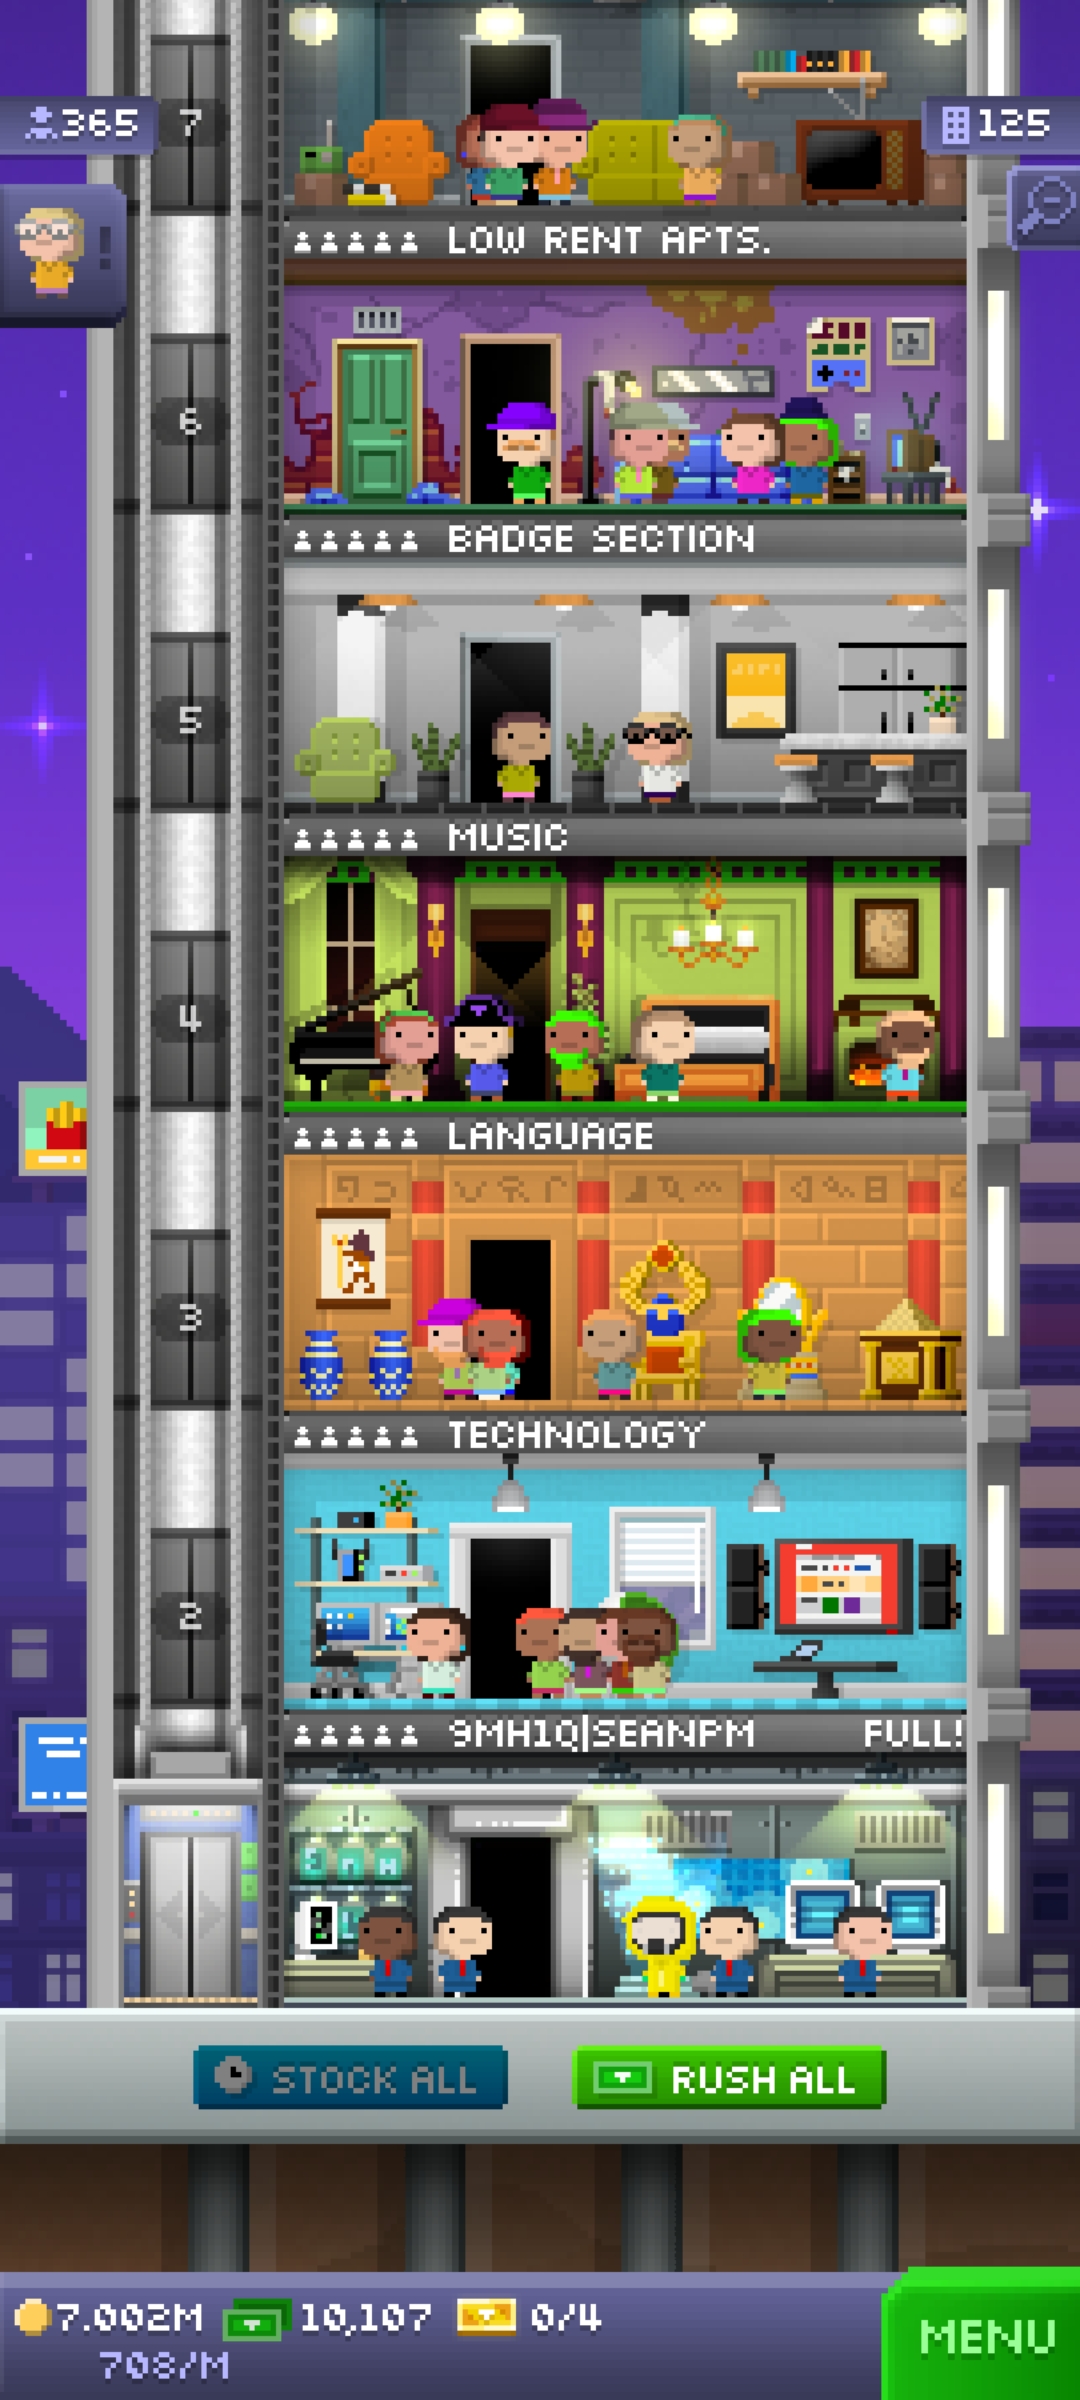 7
365
125
!
LOW RENT APTS.
6
BADGE SECTION
5
MUSIC
4
LANGUAGE
3
TECHNOLOGY
2
9MH1Q|SEANPM FULL!
STOCK ALL
RUSH ALL
7.002M 10,107 0/4
708/M
MENU